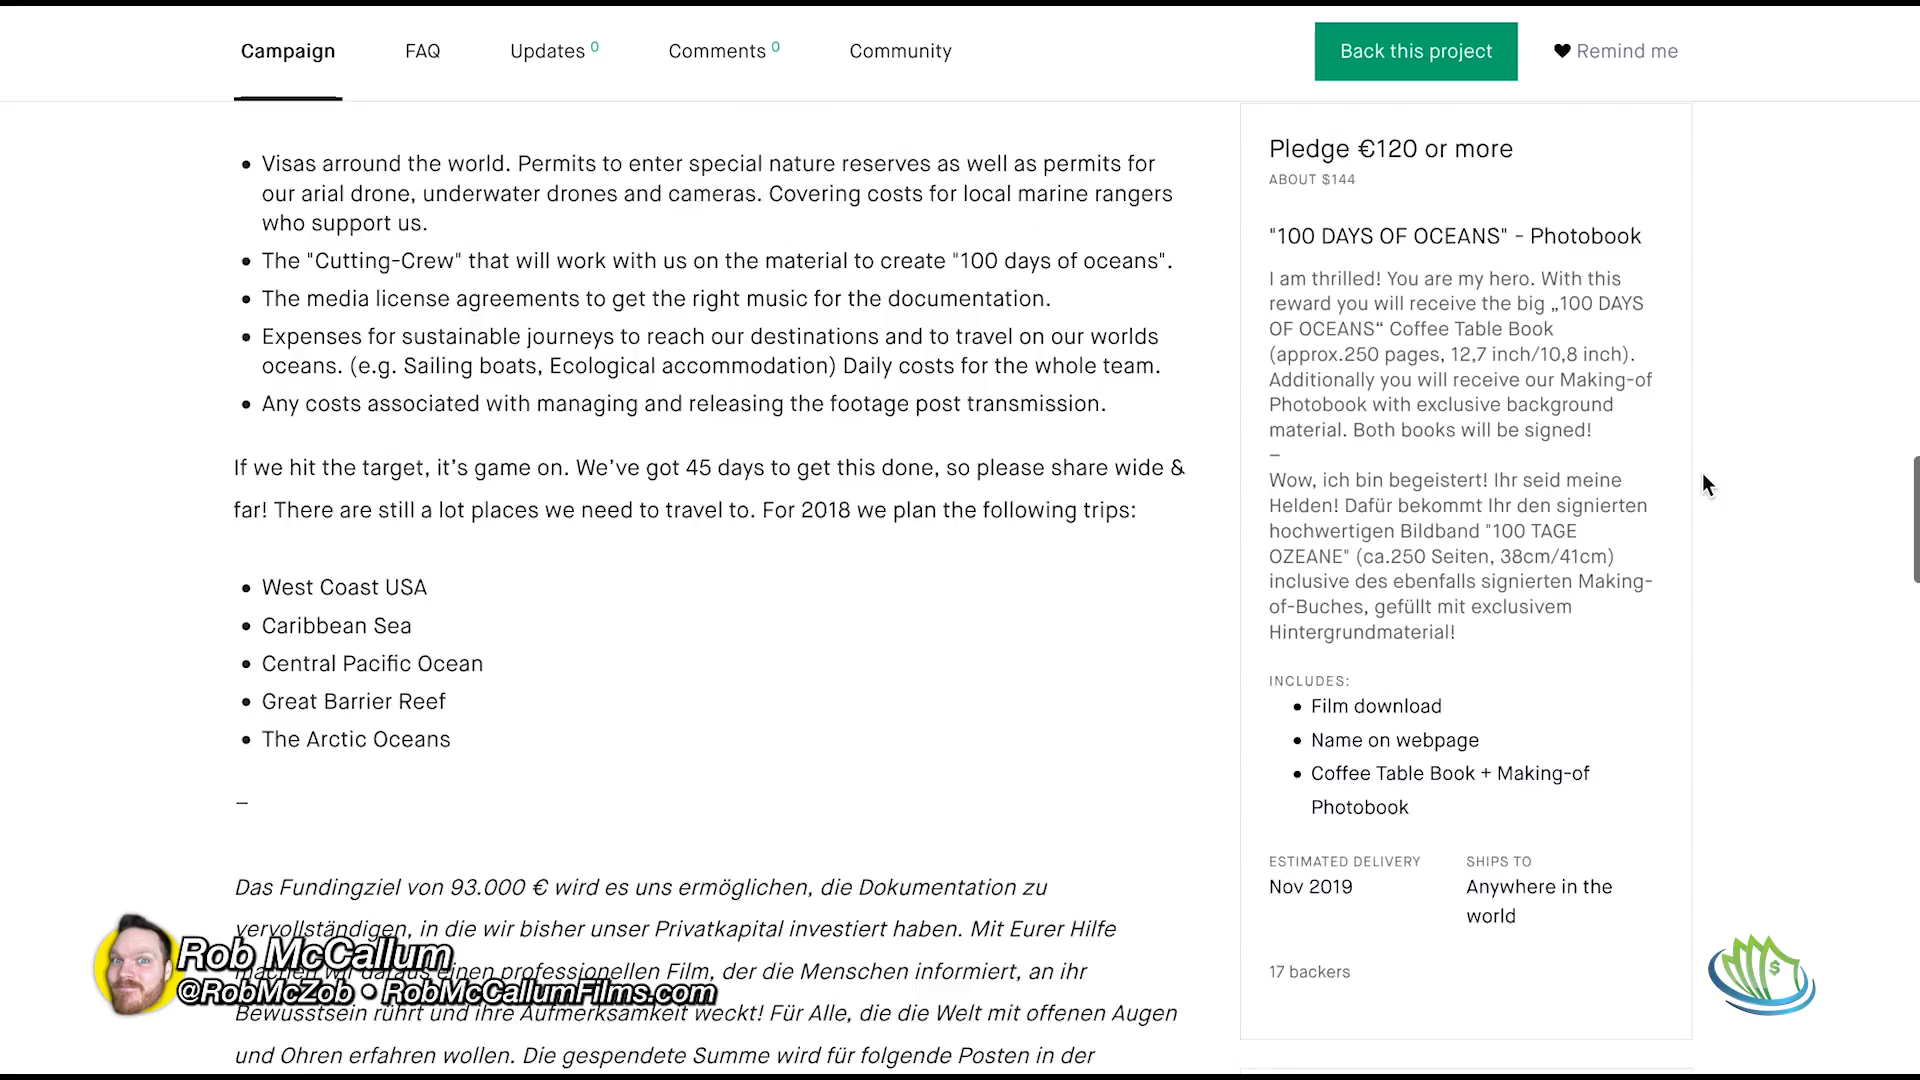 Campaign
FAQ
Updates 0
Comments 0
Community
Back this project
Remind me
Visas arround the world. Permits to enter special nature reserves as well as permits for
our arial drone, underwater drones and cameras. Covering costs for local marine rangers
who support us.
The "Cutting-Crew" that will work with us on the material to create "100 days of oceans".
The media license agreements to get the right music for the documentation.
Expenses for sustainable journeys to reach our destinations and to travel on our worlds
oceans. (e.g. Sailing boats, Ecological accommodation) Daily costs for the whole team.
Any costs associated with managing and releasing the footage post transmission.
If we hit the target, it’s game on. We’ve got 45 days to get this done, so please share wide &
far! There are still a lot places we need to travel to. For 2018 we plan the following trips:
West Coast USA
Caribbean Sea
Central Pacific Ocean
Great Barrier Reef
The Arctic Oceans
–
Das Fundingziel von 93.000 € wird es uns ermöglichen, die Dokumentation zu
vervollständigen, in die wir bisher unser Privatkapital investiert haben. Mit Eurer Hilfe
machen wir daraus einen professionellen Film, der die Menschen informiert, an ihr
Bewusstsein rührt und ihre Aufmerksamkeit weckt! Für Alle, die die Welt mit offenen Augen
und Ohren erfahren wollen. Die gespendete Summe wird für folgende Posten in der
Rob McCallum
@RobMcZob • RobMcCallumFilms.com
Pledge €120 or more
ABOUT $144
"100 DAYS OF OCEANS" - Photobook
I am thrilled! You are my hero. With this
reward you will receive the big „100 DAYS
OF OCEANS“ Coffee Table Book
(approx.250 pages, 12,7 inch/10,8 inch).
Additionally you will receive our Making-of
Photobook with exclusive background
material. Both books will be signed!
–
Wow, ich bin begeistert! Ihr seid meine
Helden! Dafür bekommt Ihr den signierten
hochwertigen Bildband "100 TAGE
OZEANE" (ca.250 Seiten, 38cm/41cm)
inclusive des ebenfalls signierten Making-
of-Buches, gefüllt mit exclusivem
Hintergrundmaterial!
INCLUDES:
Film download
Name on webpage
Coffee Table Book + Making-of
Photobook
ESTIMATED DELIVERY
Nov 2019
SHIPS TO
Anywhere in the
world
17 backers
$